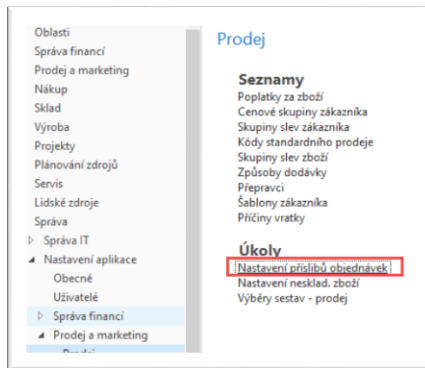 Oblasti
Správa financí
Prodej a marketing
Nákup
Sklad
Výroba
Projekty
Plánování zdrojů
Servis
Lidské zdroje
Správa
Správa IT
Nastavení aplikace
Obecné
Uživatelé
Správa financí
Prodej a marketing
Prodej
Prodej
Seznamy
Poplatky za zboží
Cenové skupiny zákazníka
Skupiny slev zákazníka
Kódy standardního prodeje
Skupiny slev zboží
Způsoby dodávky
Přepravci
Šablony zákazníka
Příčiny vratky
Úkoly
Nastavení příslibů objednávek
Nastavení nesklad. zboží
Výběry sestav - prodej